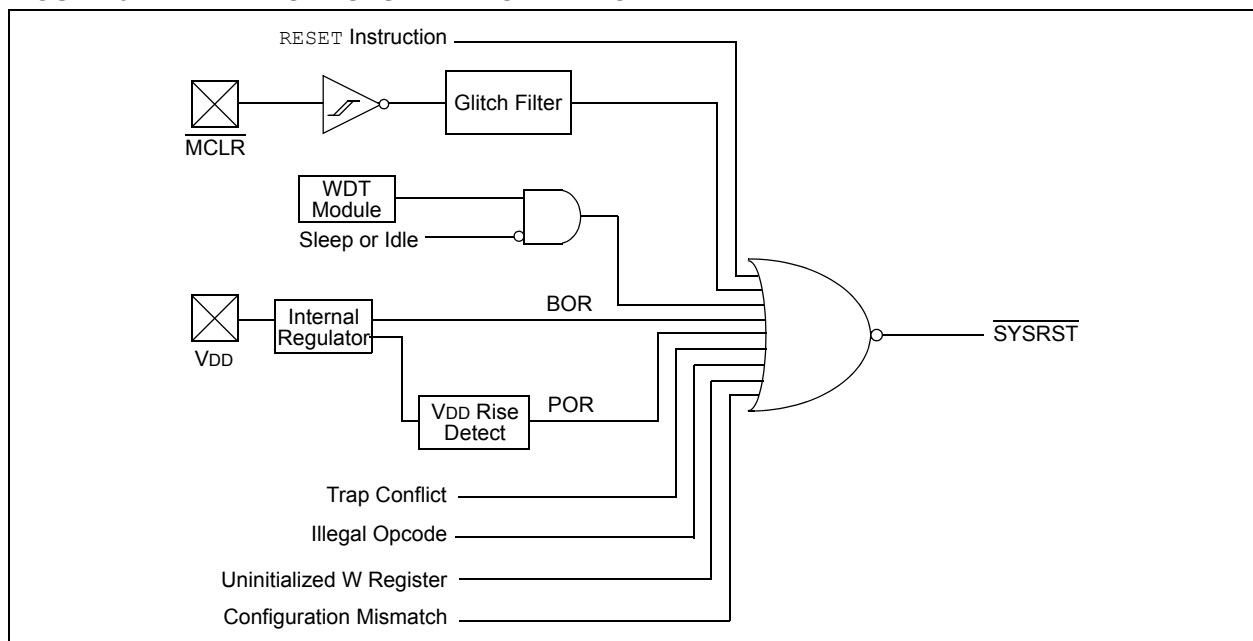 RESET Instruction
Glitch Filter
MCLR
WDT
Module
Sleep or Idle
BOR
Internal
Regulator
VDD
SYSRST
VDD Rise
Detect
POR
Trap Conflict
Illegal Opcode
Uninitialized W Register
Configuration Mismatch